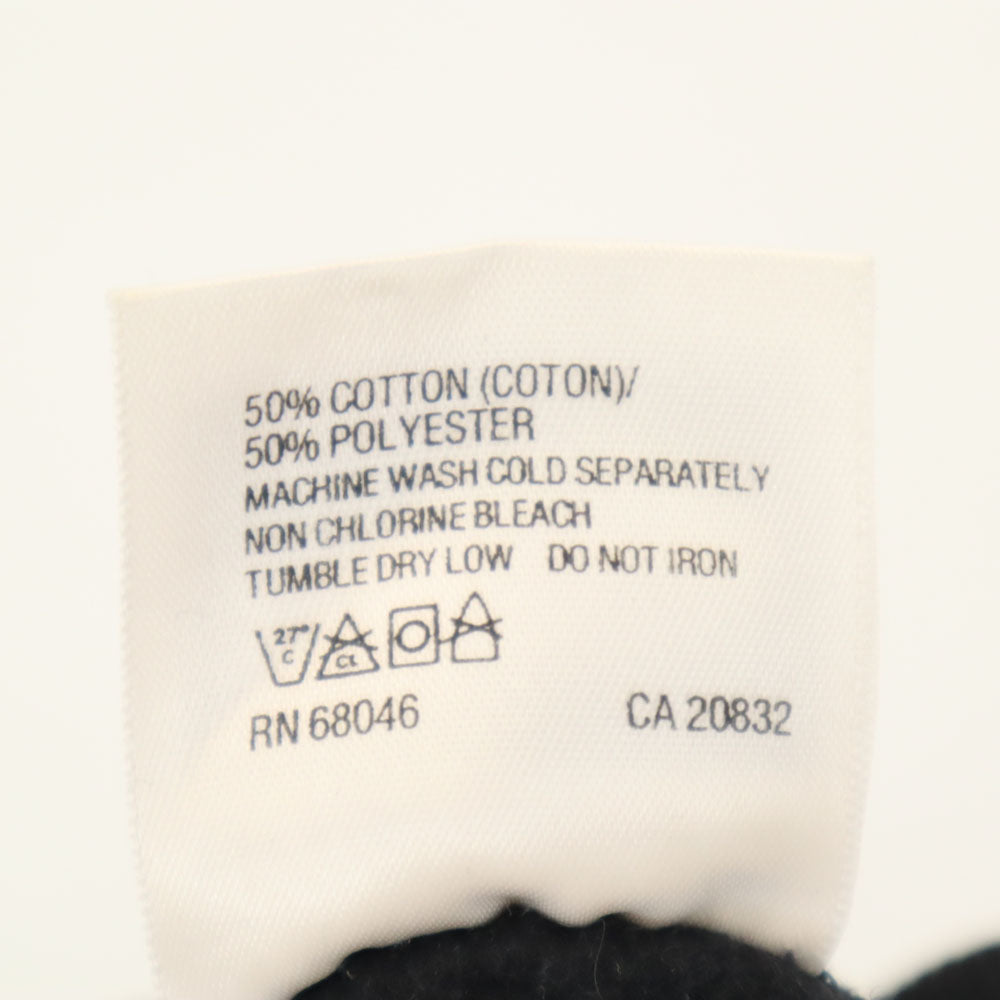 50% COTTON (COTON)/
50% POLYESTER
MACHINE WASH COLD SEPARATELY
NON CHLORINE BLEACH
TUMBLE DRY LOW DO NOT IRON
27° C CL
RN 68046 CA 20832